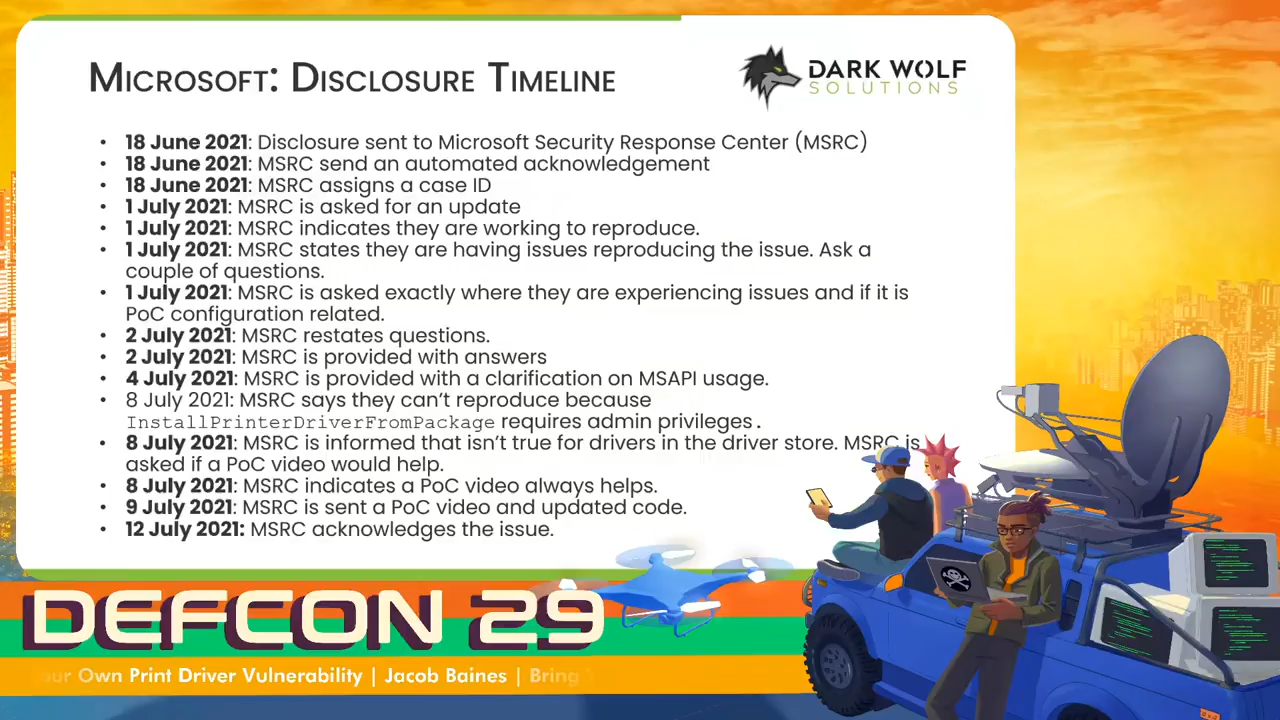 MICROSOFT: DISCLOSURE TIMELINE
DARK WOLF
SOLUTIONS
• 18 June 2021: Disclosure sent to Microsoft Security Response Center (MSRC)
• 18 June 2021: MSRC send an automated acknowledgement
• 18 June 2021: MSRC assigns a case ID
• 1 July 2021: MSRC is asked for an update
• 1 July 2021: MSRC indicates they are working to reproduce.
• 1 July 2021: MSRC states they are having issues reproducing the issue. Ask a
couple of questions.
• 1 July 2021: MSRC is asked exactly where they are experiencing issues and if it is
PoC configuration related.
• 2 July 2021: MSRC restates questions.
• 2 July 2021: MSRC is provided with answers
• 4 July 2021: MSRC is provided with a clarification on MSAPI usage.
• 8 July 2021: MSRC says they can’t reproduce because
InstallPrinterDriverFromPackage requires admin privileges.
• 8 July 2021: MSRC is informed that isn’t true for drivers in the driver store. MSRC is
asked if a PoC video would help.
• 8 July 2021: MSRC indicates a PoC video always helps.
• 9 July 2021: MSRC is sent a PoC video and updated code.
• 12 July 2021: MSRC acknowledges the issue.
DEFCON 29
our Own Print Driver Vulnerability | Jacob Baines | Bring